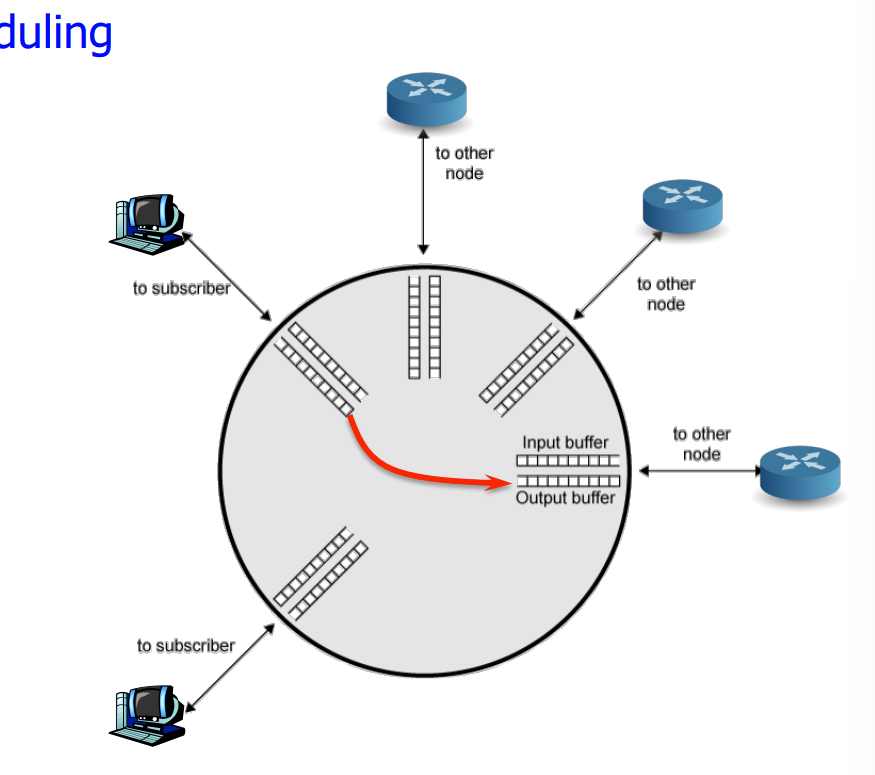 duling
to other
node
to other
node
to subscriber
to other
node
Input buffer
Output buffer
to subscriber